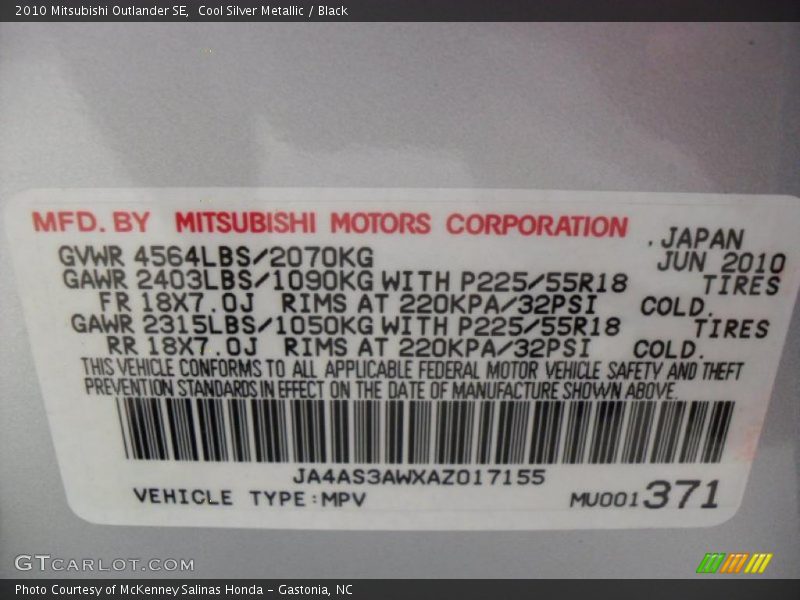 2010 Mitsubishi Outlander SE,  Cool Silver Metallic / Black
MFD. BY MITSUBISHI MOTORS CORPORATION, JAPAN
GVWR 4564LBS/2070KG JUN 2010
GAWR 2403LBS/1090KG WITH P225/55R18 TIRES
FR 18X7.0J RIMS AT 220KPA/32PSI COLD.
GAWR 2315LBS/1050KG WITH P225/55R18 TIRES
RR 18X7.0J RIMS AT 220KPA/32PSI COLD.
THIS VEHICLE CONFORMS TO ALL APPLICABLE FEDERAL MOTOR VEHICLE SAFETY AND THEFT
PREVENTION STANDARDS IN EFFECT ON THE DATE OF MANUFACTURE SHOWN ABOVE.
JA4AS3AWXAZ017155
VEHICLE TYPE:MPV MU001371
GTCARLOT.COM
Photo Courtesy of McKenney Salinas Honda - Gastonia, NC